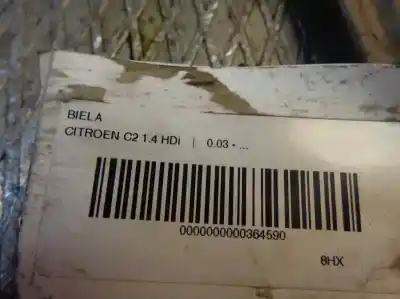 BIELA
CITROEN C2 1.4 HDi | 0.03 - ...
0000000000364590
8HX